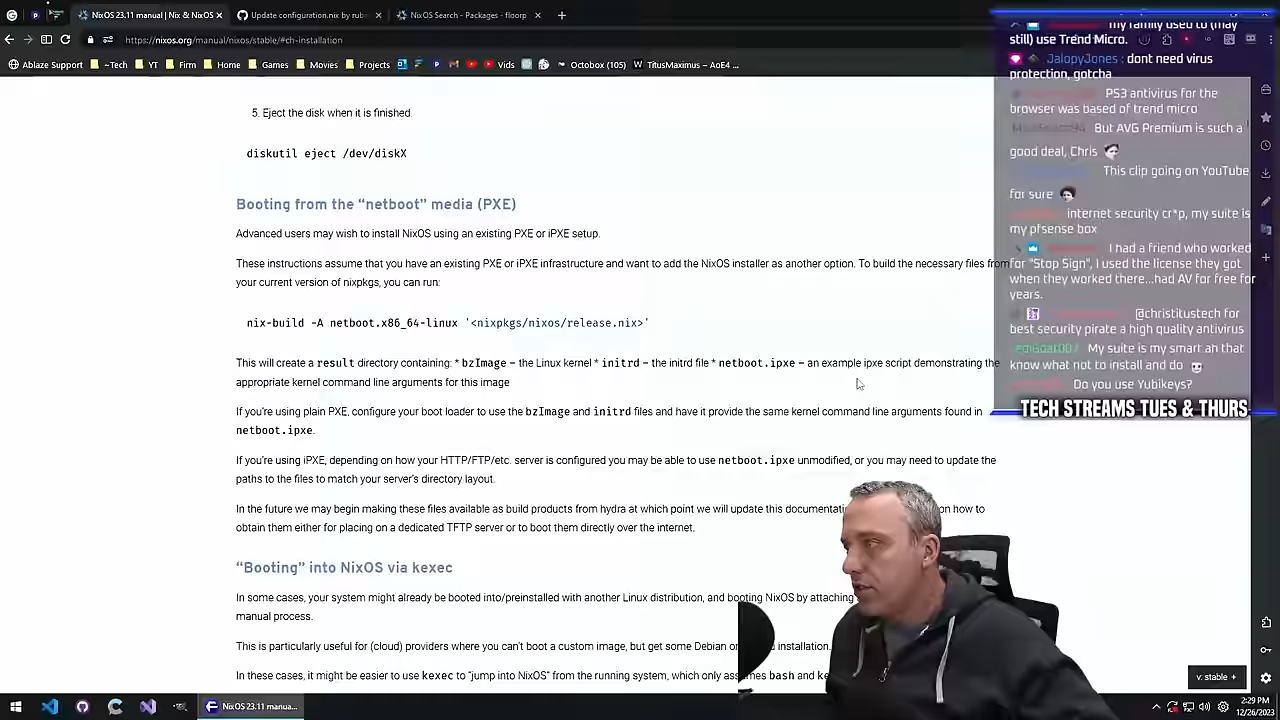 NixOS 23.11 manual | Nix & NixOS
Update configuration.nix by rub
NixOS Search - Packages - floorp
https://nixos.org/manual/nixos/stable/#ch-installation
Ablaze Support
~Tech
YT
Firm
Home
Games
Movies
Projects
Vids
Octobox (105)
TitusMaximus – AoE4 ...
5. Eject the disk when it is finished.
diskutil eject /dev/diskX
Booting from the “netboot” media (PXE)
Advanced users may wish to install NixOS using an existing PXE or iPXE setup.
These instructions assume that you have an existing PXE or iPXE infrastructure and want to add the NixOS installer as another option. To build the necessary files from
your current version of nixpkgs, you can run:
nix-build -A netboot.x86_64-linux '<nixpkgs/nixos/release.nix>'
This will create a result directory containing: * bzImage – the Linux kernel * initrd – the initrd file * netboot.ipxe – an example ipxe script demonstrating the
appropriate kernel command line arguments for this image
If you’re using plain PXE, configure your boot loader to use the bzImage and initrd files and have it provide the same kernel command line arguments found in
netboot.ipxe.
If you’re using iPXE, depending on how your HTTP/FTP/etc. server is configured you may be able to use netboot.ipxe unmodified, or you may need to update the
paths to the files to match your server’s directory layout.
In the future we may begin making these files available as build products from hydra at which point we will update this documentation on how to
obtain them either for placing on a dedicated TFTP server or to boot them directly over the internet.
“Booting” into NixOS via kexec
In some cases, your system might already be booted into/preinstalled with another Linux distribution, and booting NixOS by attaching
manual process.
This is particularly useful for (cloud) providers where you can’t boot a custom image, but get some Debian or installation.
In these cases, it might be easier to use kexec to “jump into NixOS” from the running system, which only assumes bash and
my family used to (may
still) use Trend Micro.
JalopyJones : dont need virus
protection, gotcha
PS3 antivirus for the
browser was based of trend micro
But AVG Premium is such a
good deal, Chris
This clip going on YouTube
for sure
internet security cr*p, my suite is
my pfsense box
I had a friend who worked
for "Stop Sign", I used the license they got
when they worked there...had AV for free for
years.
@christitustech for
best security pirate a high quality antivirus
My suite is my smart ah that
know what not to install and do
Do you use Yubikeys?
TECH STREAMS TUES & THURS
v: stable +
NixOS 23.11 manua...
2:29 PM
12/26/2023